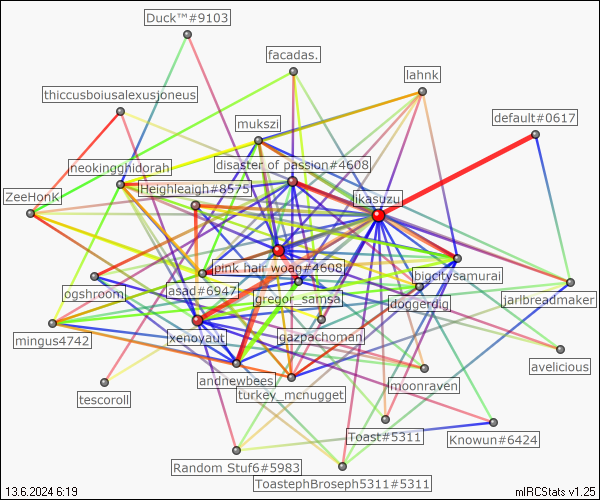 Duck™#9103
facadas.
lahnk
thiccusboiusalexusjoneus
default#0617
mukszi
neokingghidorah
disaster of passion#4608
Heighleaigh#8575
ZeeHonK
likasuzu
pink hair woag#4608
bigcitysamurai
ogshroom
asad#6947
gregor_samsa
doggerdig
jarlbreadmaker
mingus4742
xenoyaut
gazpachoman
avelicious
andnewbees
moonraven
tescoroll
turkey_mcnugget
Toast#5311
Knowun#6424
Random Stuf6#5983
ToastephBroseph5311#5311
13.6.2024 6:19
mIRCStats v1.25